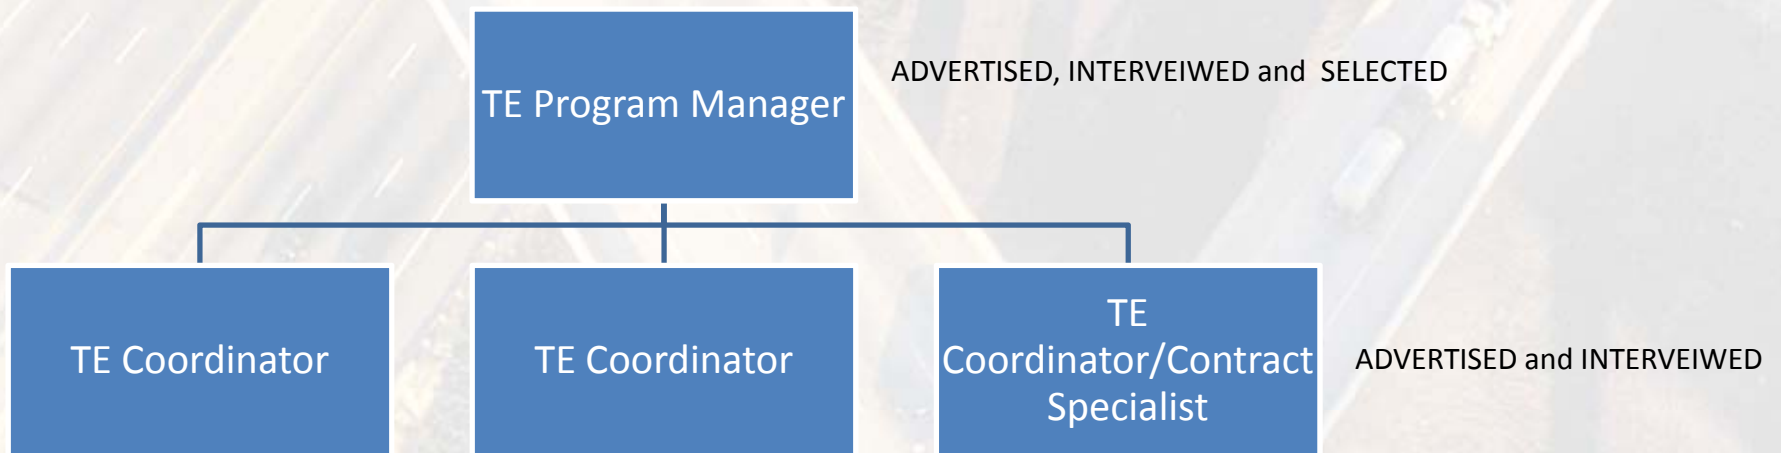 ADVERTISED, INTERVEIWED and SELECTED
TE Program Manager
TE Coordinator
TE Coordinator
TE
Coordinator/Contract
Specialist
ADVERTISED and INTERVEIWED